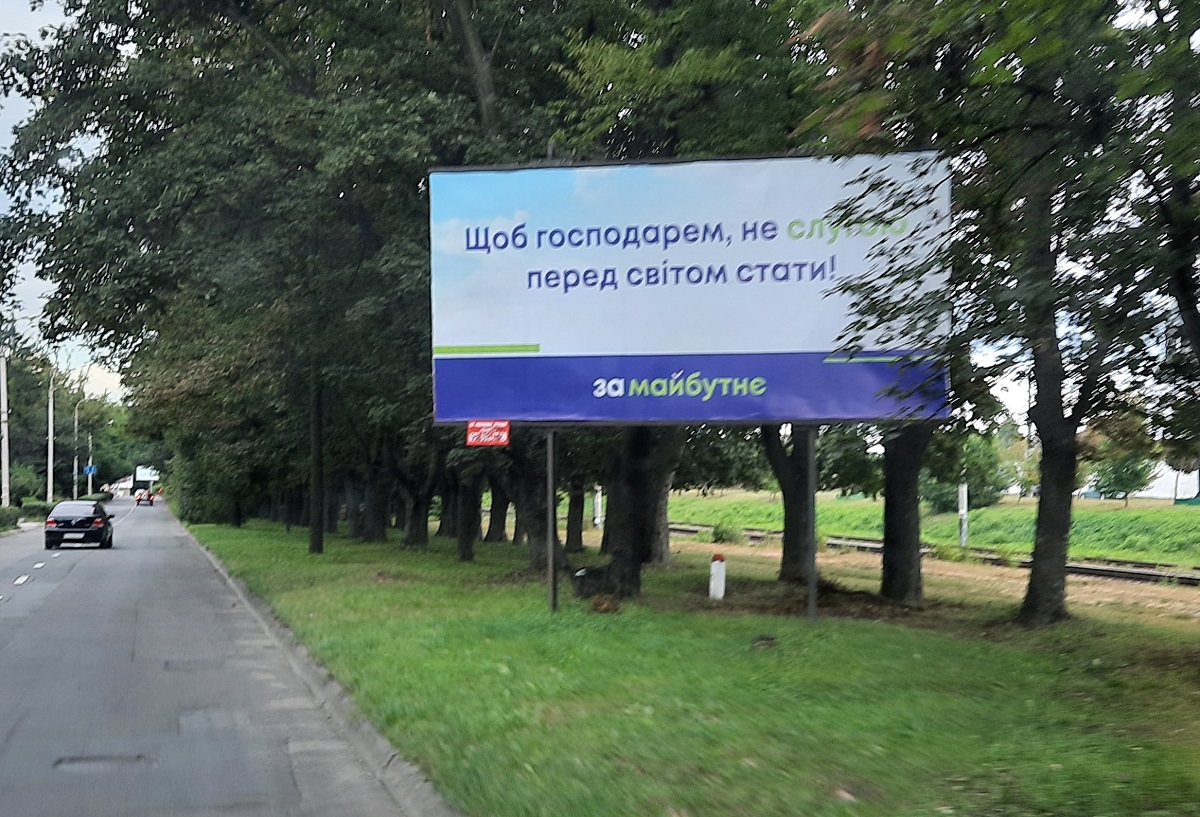 Щоб господарем, не слугою
перед світом стати!
за майбутнє